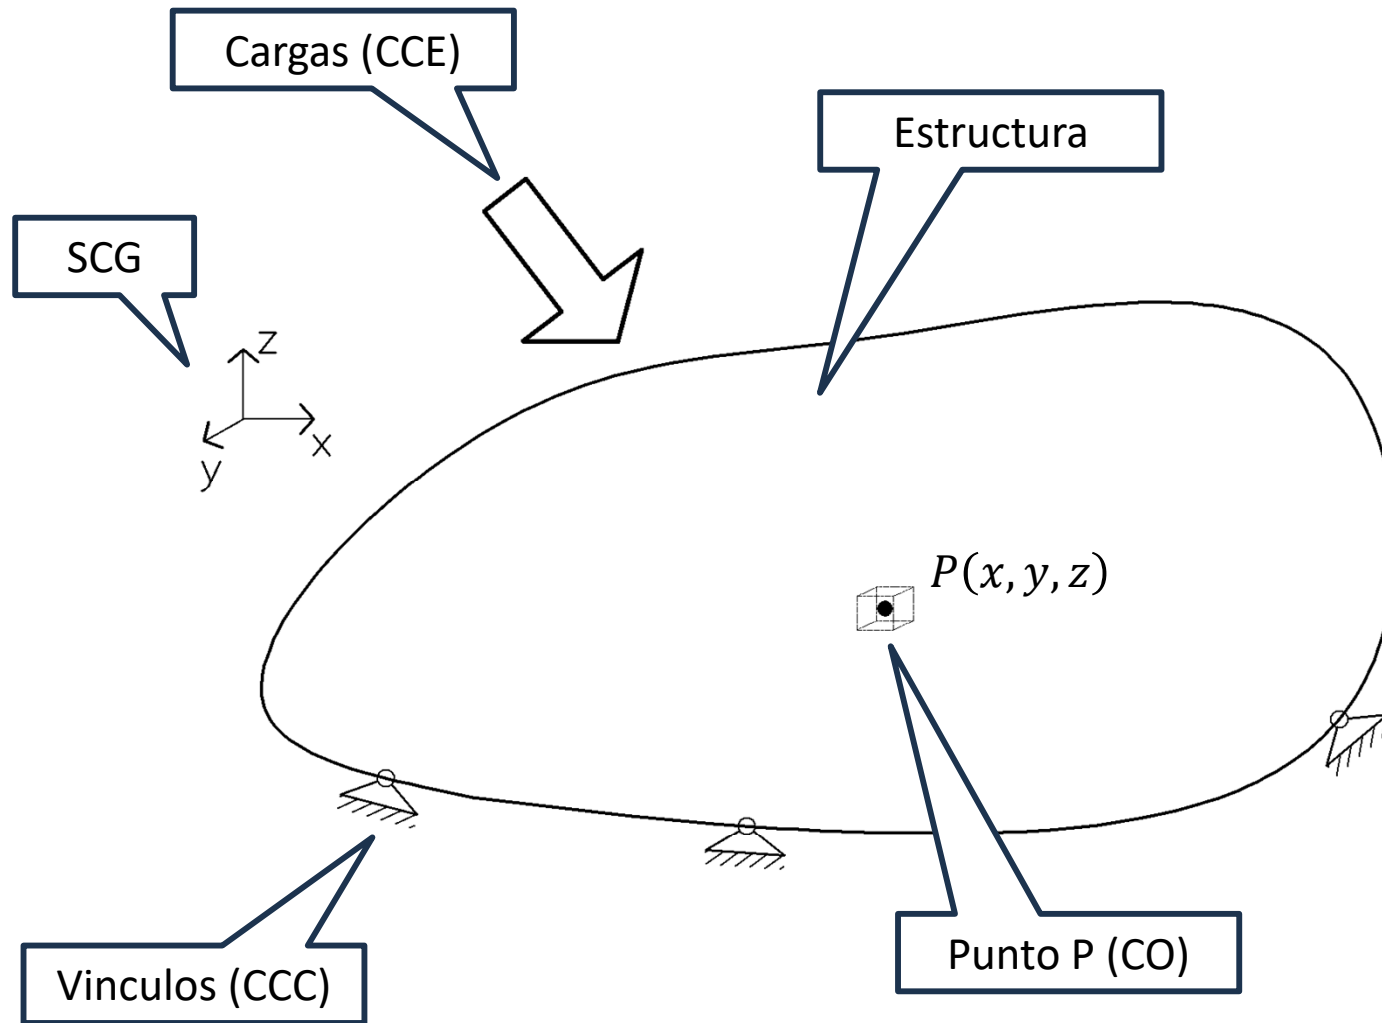 Cargas (CCE)
Estructura
SCG
z
x
y
P(x, y, z)
Punto P (CO)
Vinculos (CCC)